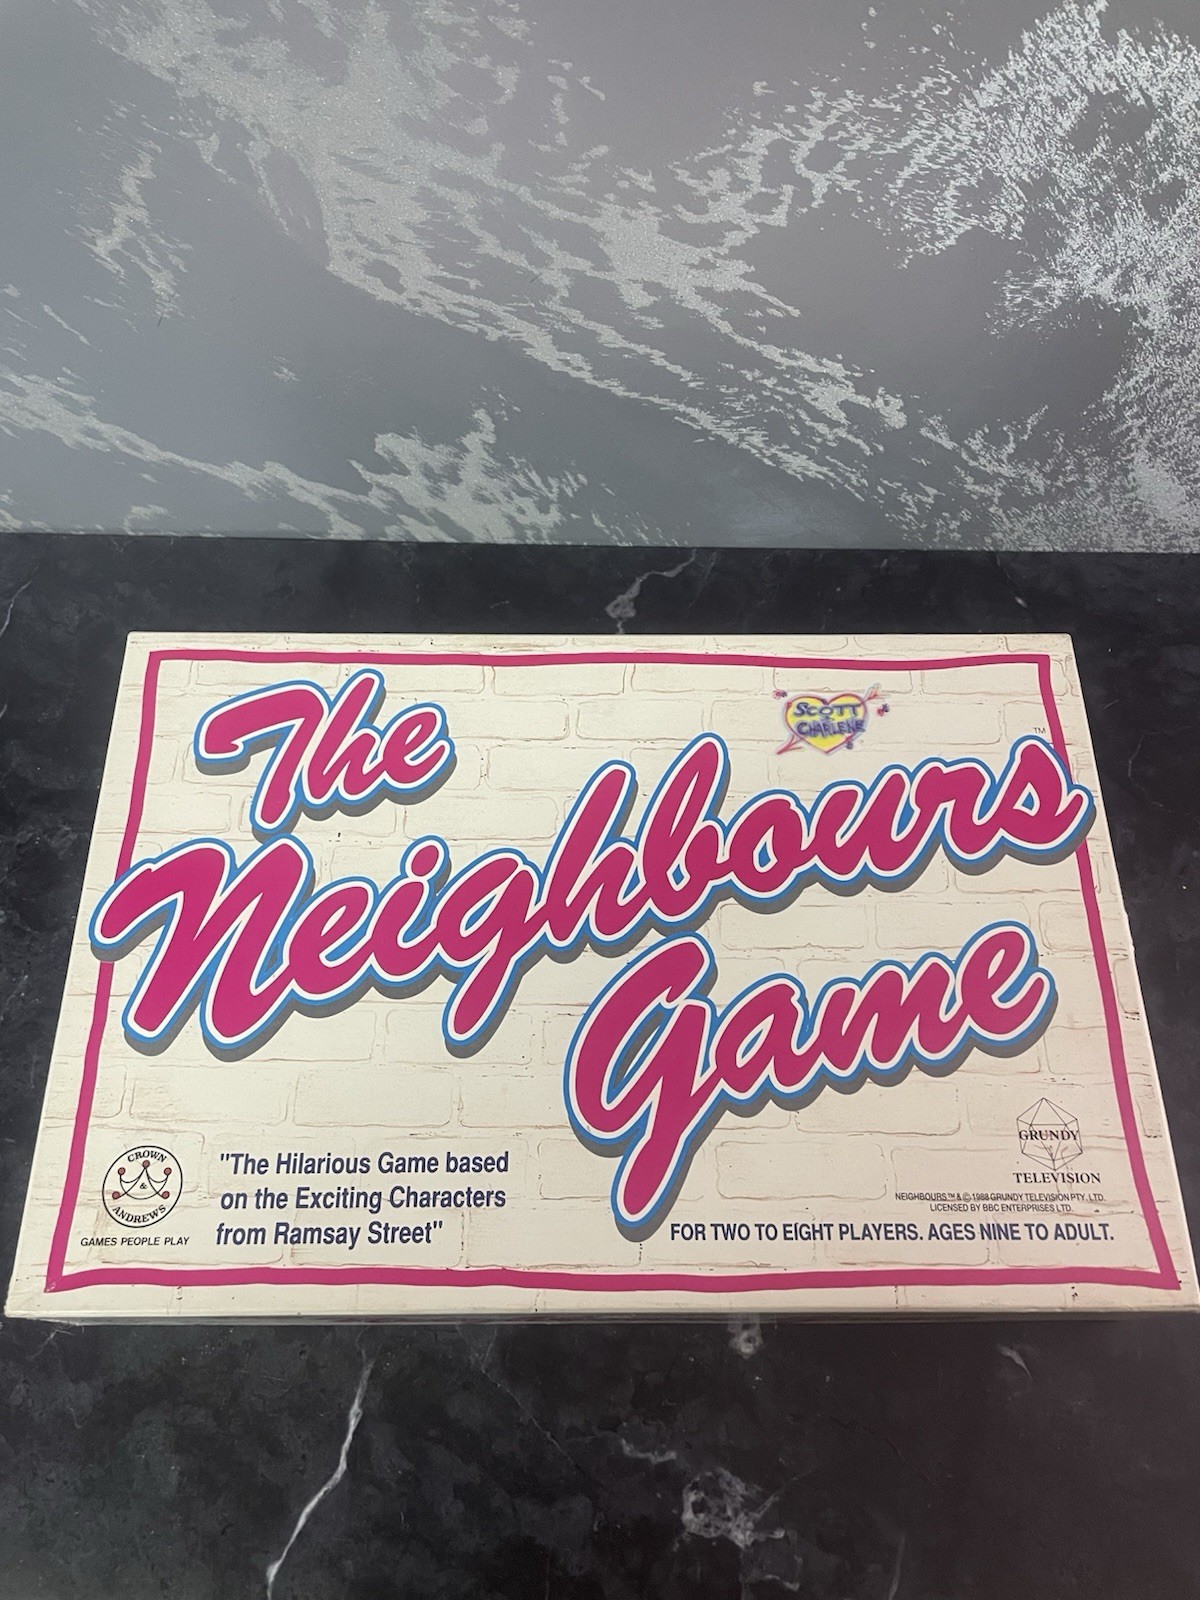 The
Neighbours™
Game
SCOTT
&
CHARLENE
CROWN
&
ANDREWS
GAMES PEOPLE PLAY
"The Hilarious Game based
on the Exciting Characters
from Ramsay Street"
GRUNDY
TELEVISION
NEIGHBOURS™ & © 1988 GRUNDY TELEVISION PTY. LTD.
LICENSED BY BBC ENTERPRISES LTD.
FOR TWO TO EIGHT PLAYERS. AGES NINE TO ADULT.